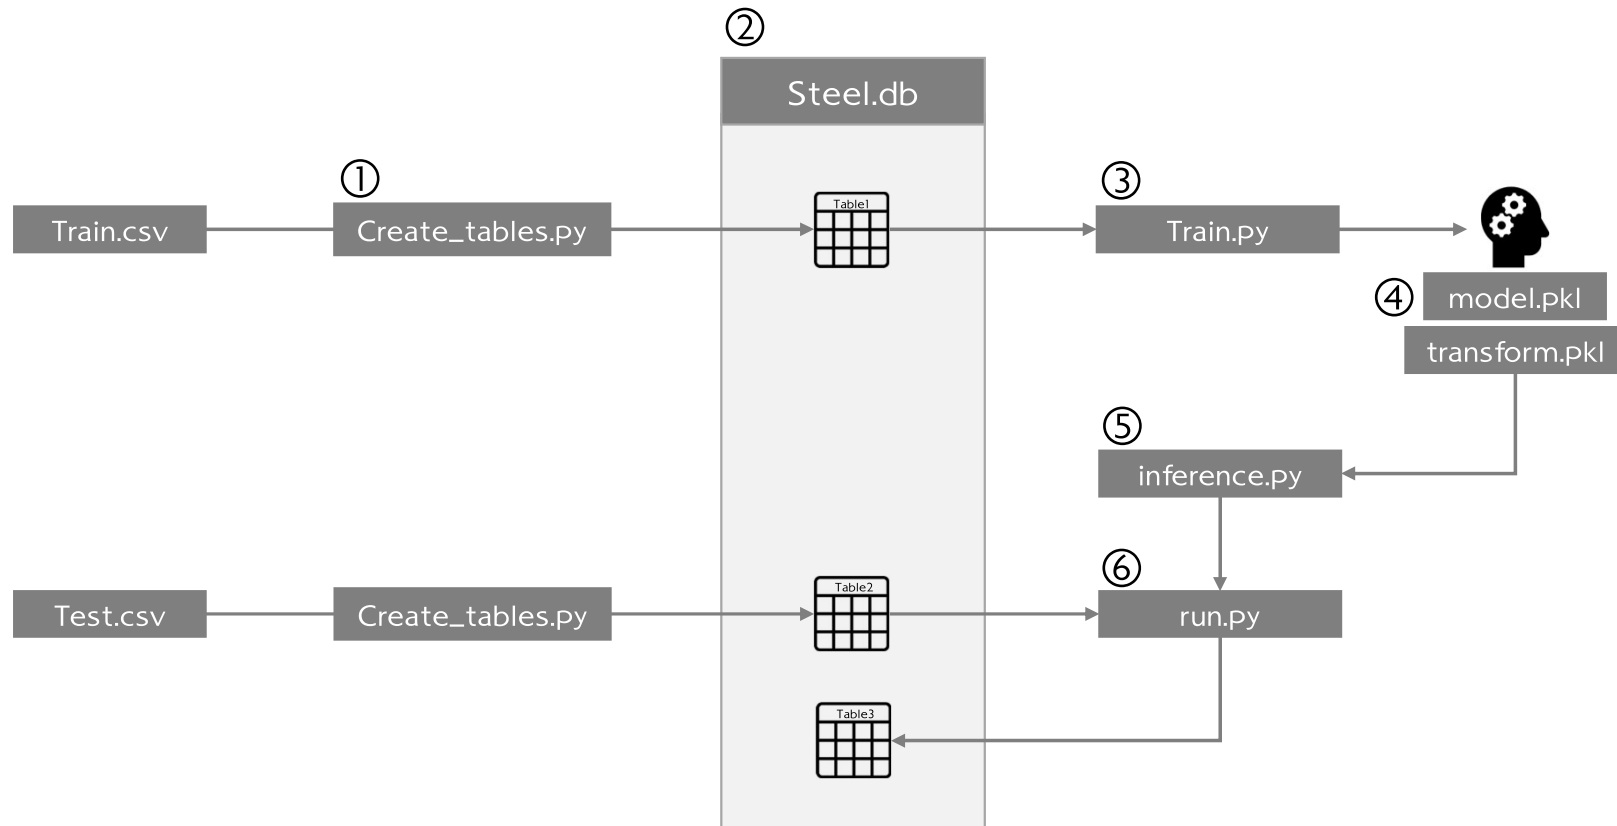 ②
Steel.db
①
③
Train.csv
Create_tables.py
Table1
Train.py
④
model.pkl
transform.pkl
⑤
inference.py
⑥
Test.csv
Create_tables.py
Table2
run.py
Table3